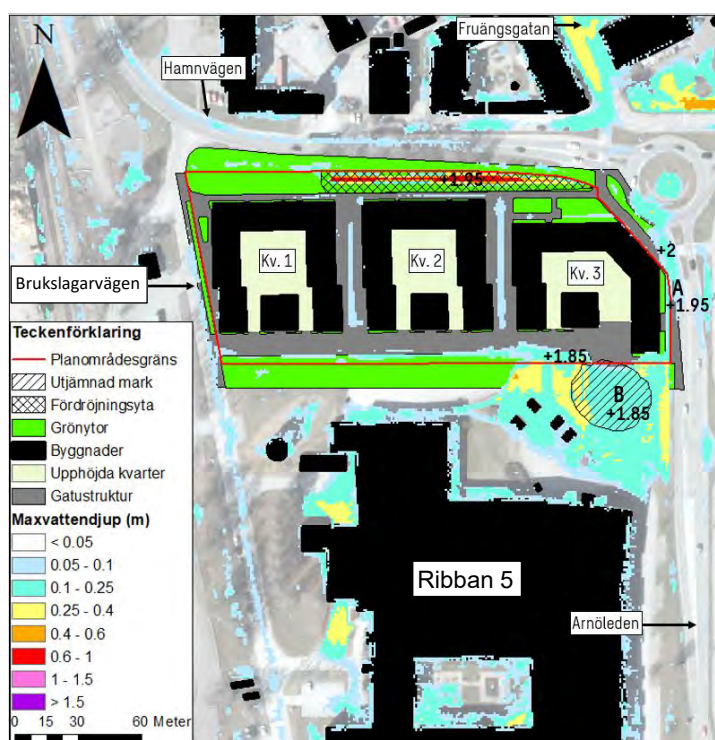 Fruängsgatan
N
Hamnvägen
+1.95
Kv. 1
Kv. 2
Kv. 3
+2
A
+1.95
Brukslagarvägen
+1.85
B
+1.85
Teckenförklaring
Planområdesgräns
Utjämnad mark
Fördröjningsyta
Grönytor
Byggnader
Upphöjda kvarter
Gatustruktur
Maxvattendjup (m)
< 0.05
0.05 - 0.1
0.1 - 0.25
0.25 - 0.4
0.4 - 0.6
0.6 - 1
1 - 1.5
> 1.5
0 15 30 60 Meter
Ribban 5
Arnöleden